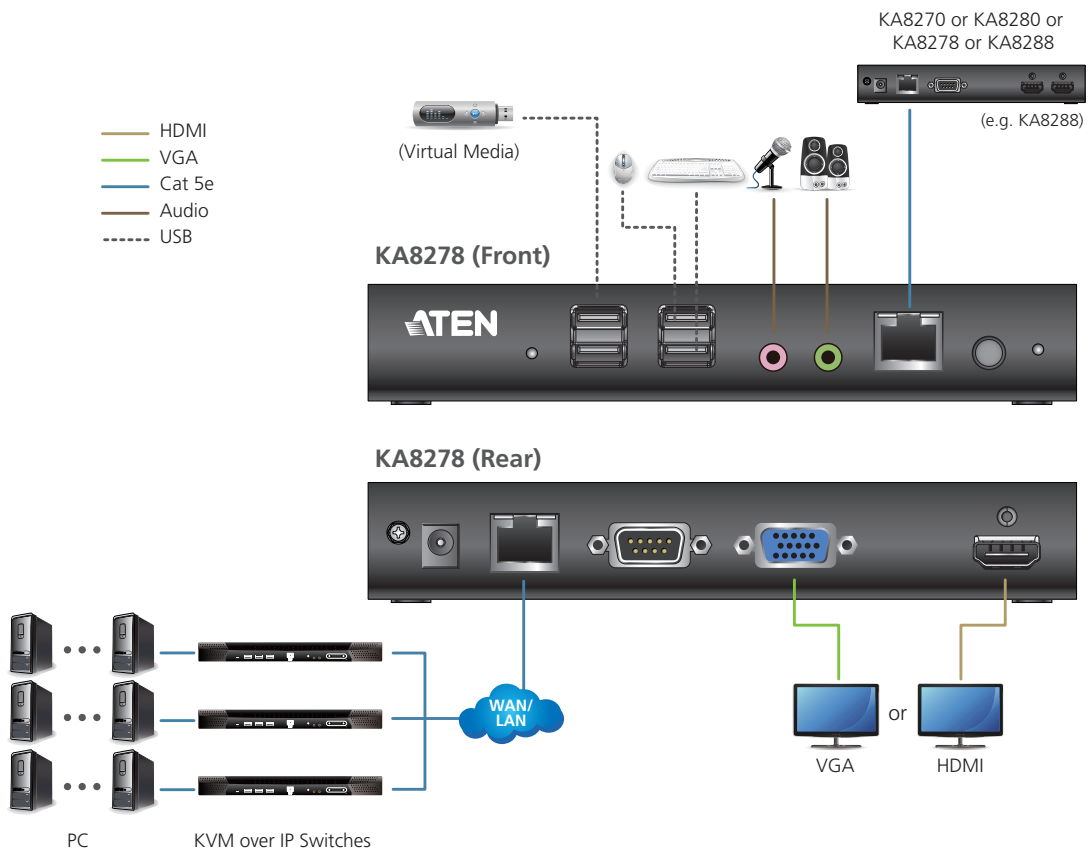 KA8270 or KA8280 or
KA8278 or KA8288
(e.g. KA8288)
(Virtual Media)
HDMI
VGA
Cat 5e
Audio
USB
KA8278 (Front)
ATEN
KA8278 (Rear)
WAN/
LAN
or
VGA
HDMI
PC
KVM over IP Switches